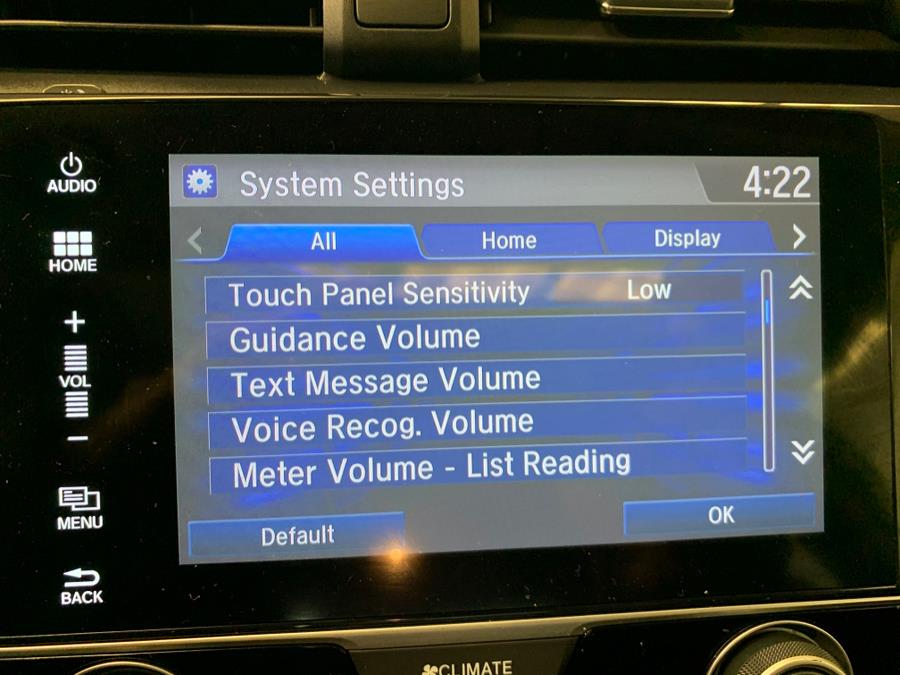 AUDIO
HOME
+
VOL
−
MENU
BACK
System Settings 4:22
All Home Display
Touch Panel Sensitivity Low
Guidance Volume
Text Message Volume
Voice Recog. Volume
Meter Volume - List Reading
Default OK
CLIMATE